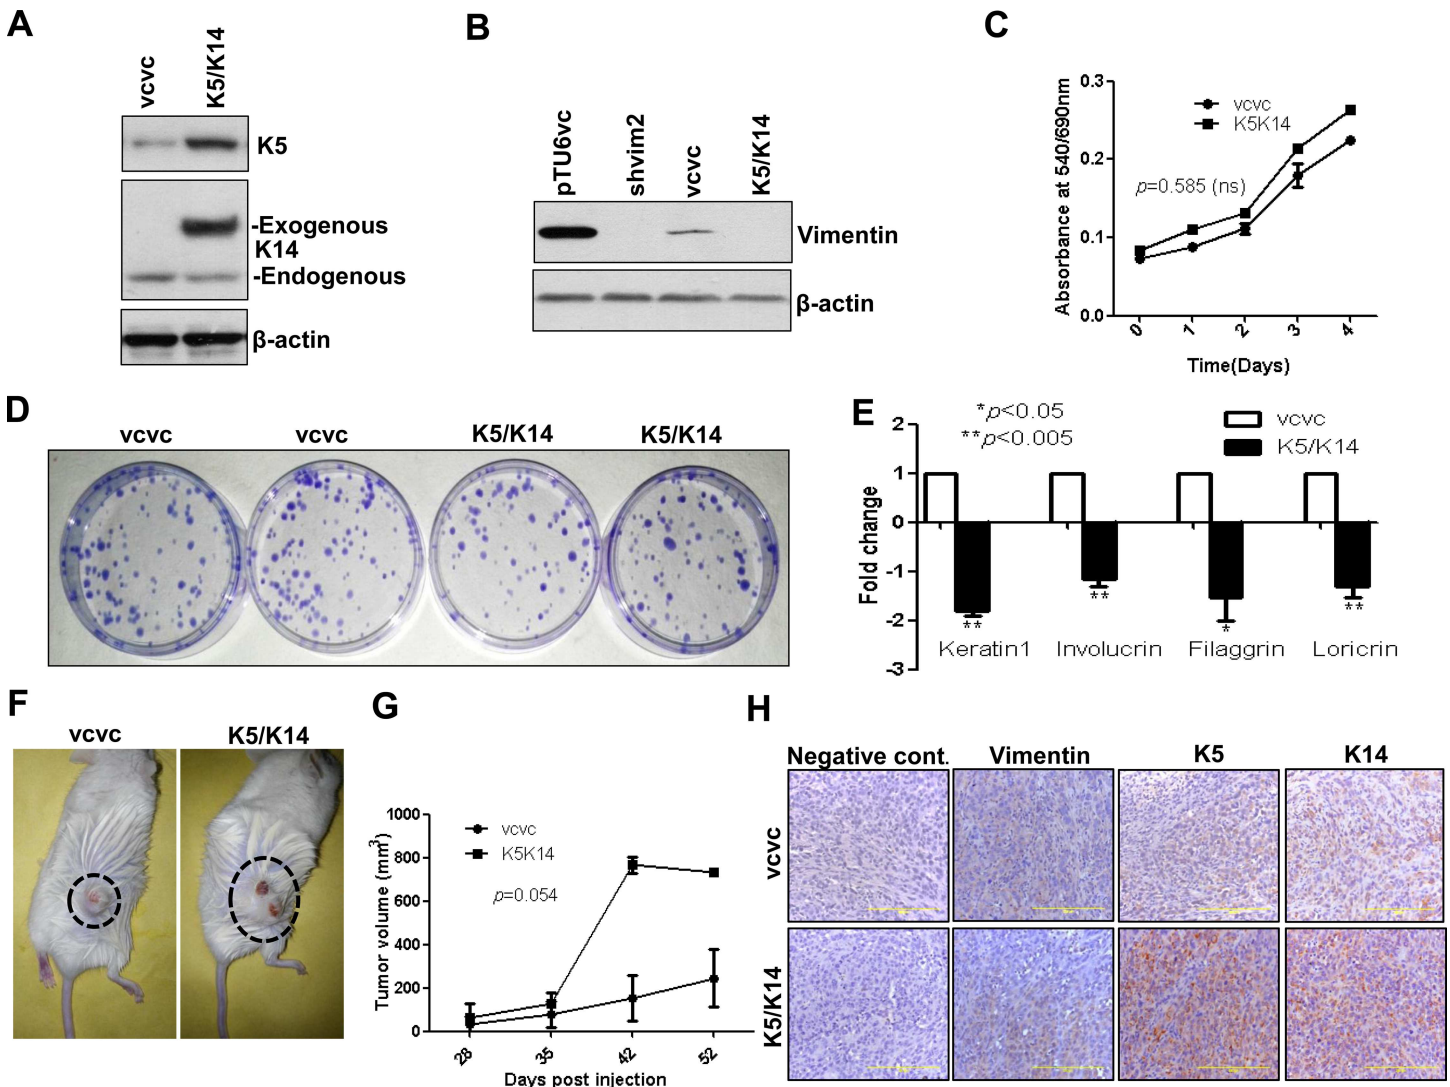 A
vcvc
K5/K14
K5
-Exogenous
K14
-Endogenous
β-actin
B
pTU6vc
shvim2
vcvc
K5/K14
Vimentin
β-actin
C
Absorbance at 540/690nm
0.3
0.2
0.1
0.0
vcvc
K5K14
p=0.585 (ns)
0
1
2
3
4
Time(Days)
D
vcvc
vcvc
K5/K14
K5/K14
E
Fold change
2
1
0
-1
-2
-3
*p<0.05
**p<0.005
vcvc
K5/K14
**
**
*
**
Keratin1
Involucrin
Filaggrin
Loricrin
F
vcvc
K5/K14
G
Tumor volume (mm3)
1000
800
600
400
200
0
vcvc
K5K14
p=0.054
28
35
42
52
Days post injection
H
Negative cont.
Vimentin
K5
K14
vcvc
K5/K14